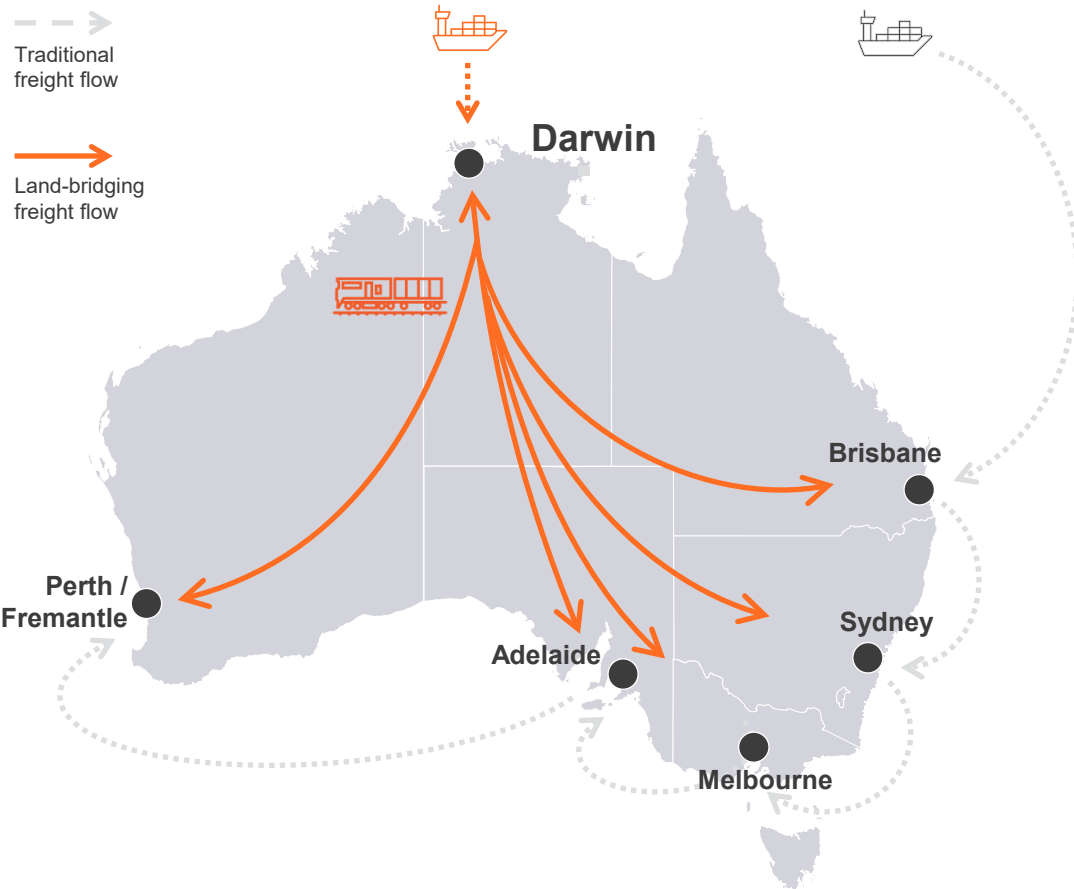 Traditional
freight flow
Darwin
Land-bridging
freight flow
Brisbane
Perth /
Fremantle
Sydney
Adelaide
Melbourne